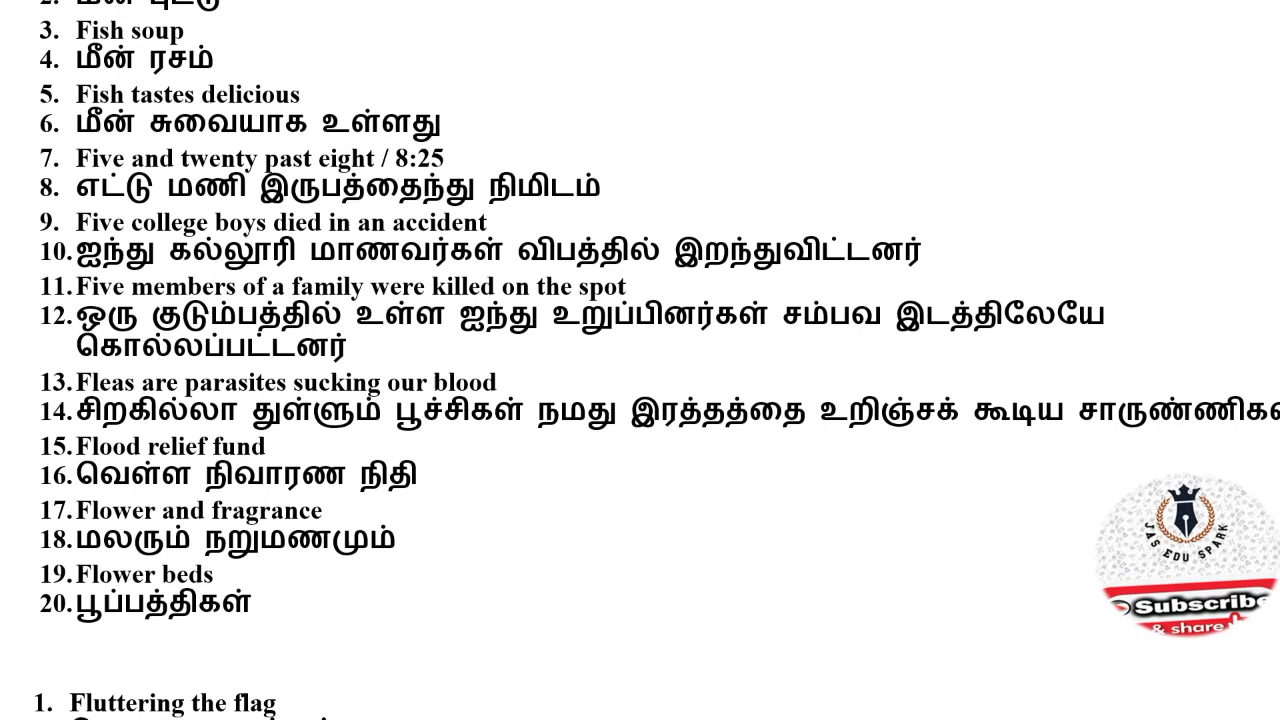 2. மீன் புட்டு
3. Fish soup
4. மீன் ரசம்
5. Fish tastes delicious
6. மீன் சுவையாக உள்ளது
7. Five and twenty past eight / 8:25
8. எட்டு மணி இருபத்தைந்து நிமிடம்
9. Five college boys died in an accident
10. ஐந்து கல்லூரி மாணவர்கள் விபத்தில் இறந்துவிட்டனர்
11. Five members of a family were killed on the spot
12. ஒரு குடும்பத்தில் உள்ள ஐந்து உறுப்பினர்கள் சம்பவ இடத்திலேயே
கொல்லப்பட்டனர்
13. Fleas are parasites sucking our blood
14. சிறகில்லா துள்ளும் பூச்சிகள் நமது இரத்தத்தை உறிஞ்சக் கூடிய
15. Flood relief fund
16. வெள்ள நிவாரண நிதி
17. Flower and fragrance
18. மலரும் நறுமணமும்
19. Flower beds
20. பூப்பத்திகள்
JAS EDU SPARK
Subscribe
& share
1. Fluttering the flag